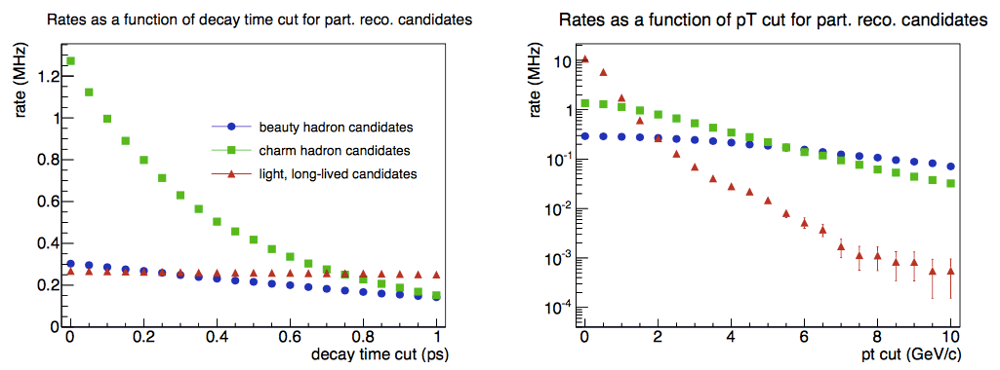 Rates as a function of decay time cut for part. reco. candidates
rate (MHz)
1.2
1
0.8
0.6
0.4
0.2
0
beauty hadron candidates
charm hadron candidates
light, long-lived candidates
0 0.2 0.4 0.6 0.8 1
decay time cut (ps)
Rates as a function of pT cut for part. reco. candidates
rate (MHz)
10
1
10-1
10-2
10-3
10-4
0 2 4 6 8 10
pt cut (GeV/c)